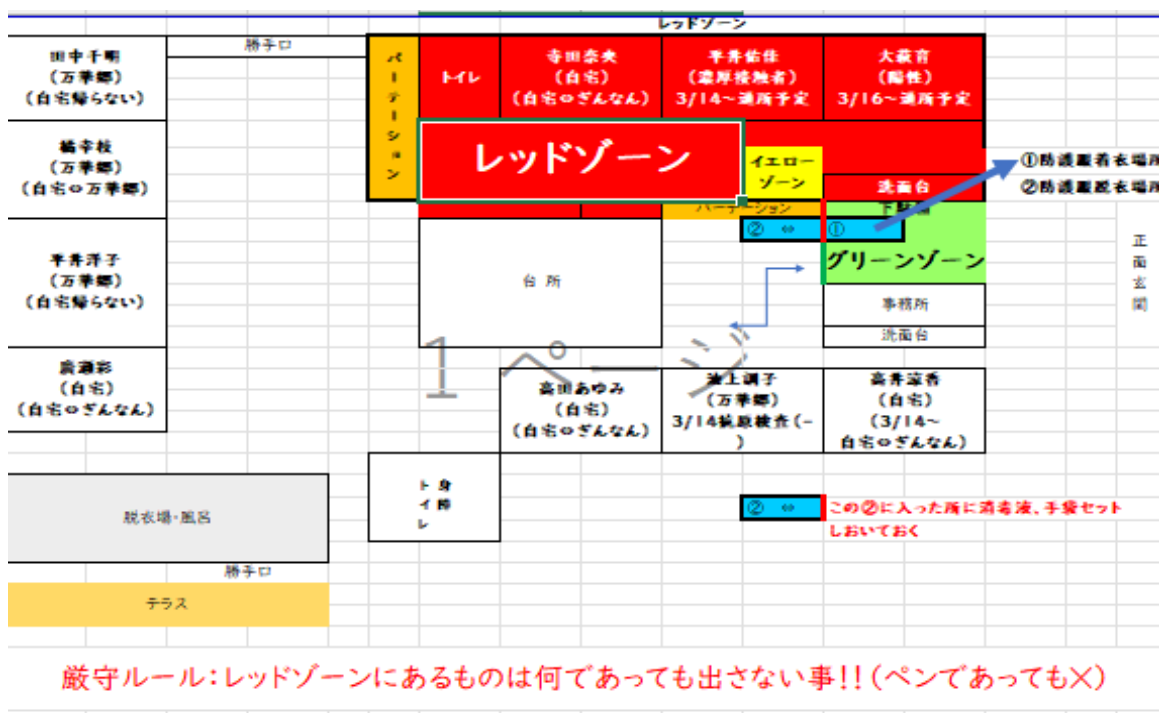 レッドゾーン
田中千明
(万華郷)
(自宅帰らない)
勝手口
パーテーション
トイレ
寺田奈央
(自宅)
(自宅⇔ぎんなん)
平井佑佳
(濃厚接触者)
3/14～通所予定
大萩育
(陽性)
3/16～通所予定
橘幸枝
(万華郷)
(自宅⇔万華郷)
レッドゾーン
イエロー
ゾーン
洗面台
①防護服着衣場所
②防護服脱衣場所
パーテーション
下駄箱
② ⇔
①
グリーンゾーン
正面玄関
平井洋子
(万華郷)
(自宅帰らない)
台所
事務所
洗面台
1 ページ
廣瀬彩
(自宅)
(自宅⇔ぎんなん)
高田あゆみ
(自宅)
(自宅⇔ぎんなん)
池上調子
(万華郷)
3/14抗原検査(-
)
高井涼香
(自宅)
(3/14～
自宅⇔ぎんなん)
身障
トイレ
脱衣場・風呂
② ⇔
この②に入った所に消毒液、手袋セット
しおいておく
勝手口
テラス
厳守ルール：レッドゾーンにあるものは何であっても出さない事!!(ペンであっても×)